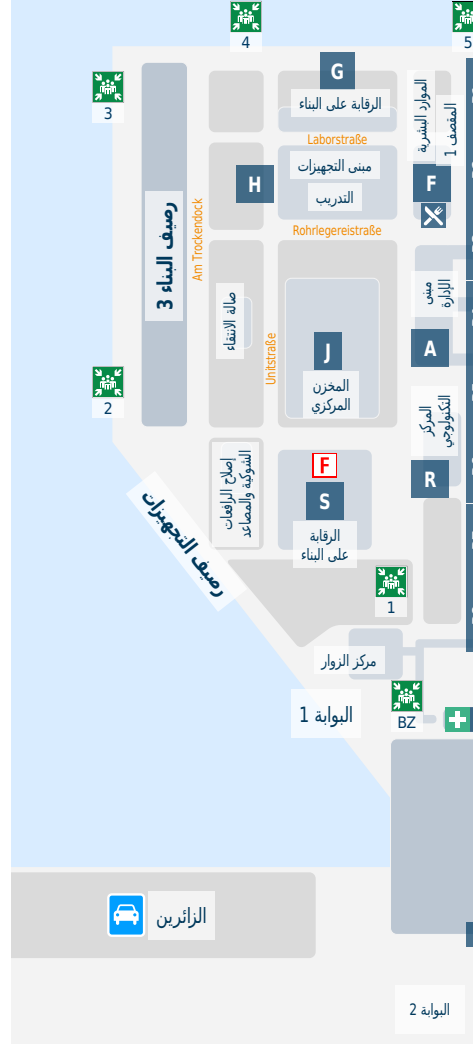 4
5
3
G
الرقابة على البناء
الموارد البشرية
المقصف 1
Laborstraße
مبنى التجهيزات
التدريب
H
F
رصيف البناء 3
Am Trockendock
Rohrlegereistraße
صالة الانتقاء
مبنى
الإدارة
Unitstraße
J
A
المخزن
المركزي
2
المركز
التكنولوجي
إصلاح الرافعات
الشوكية والمصاعد
F
S
R
رصيف التجهيزات
الرقابة
على البناء
1
مركز الزوار
البوابة 1
BZ
الزائرين
البوابة 2